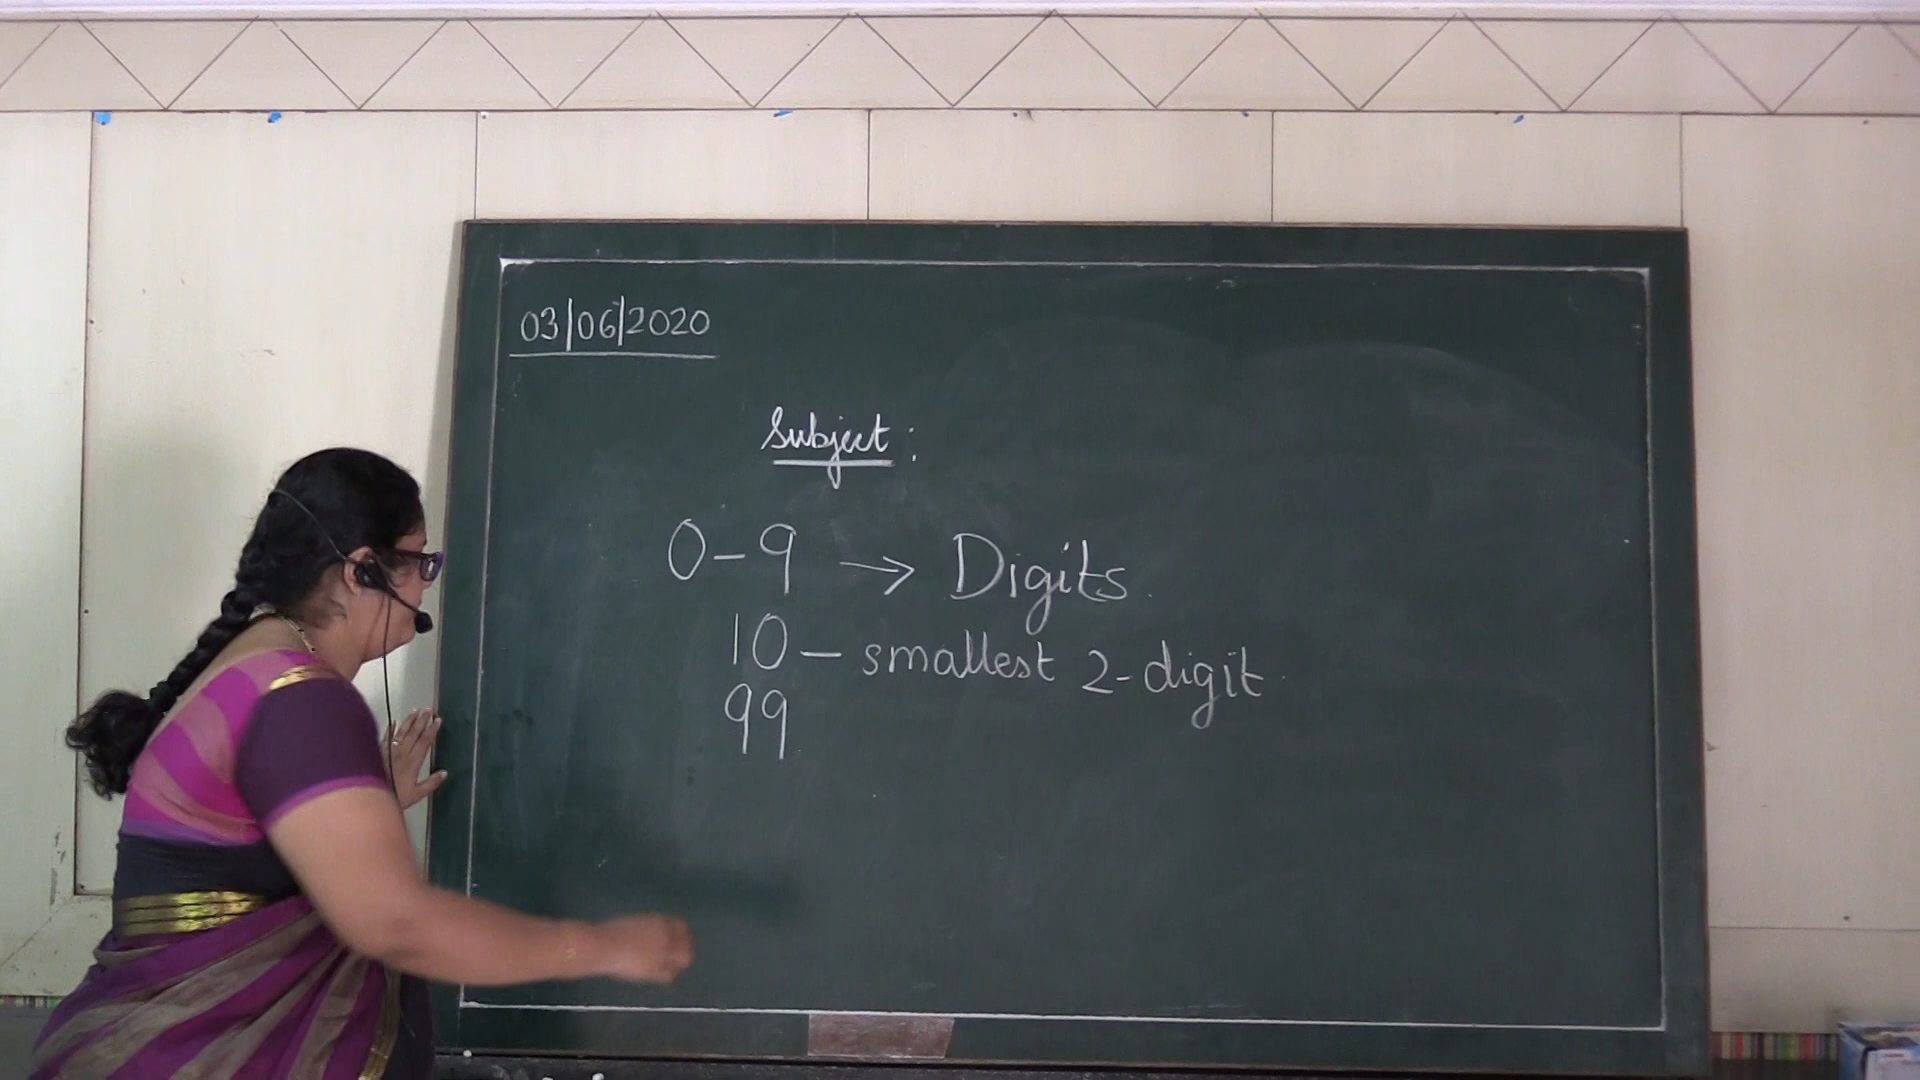 03/06/2020
Subject :
0-9 → Digits
10 – smallest 2-digit
99